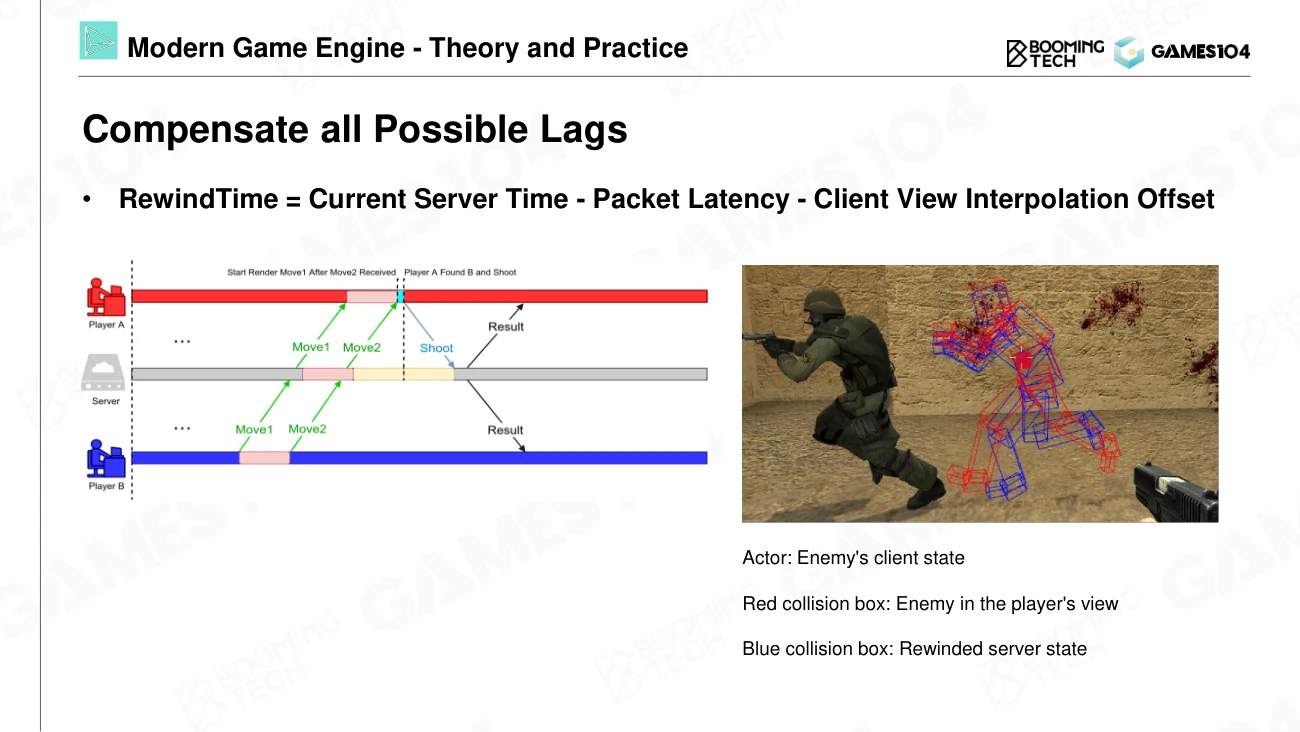 Modern Game Engine - Theory and Practice
BOOMING
TECH
GAMES104
Compensate all Possible Lags
• RewindTime = Current Server Time - Packet Latency - Client View Interpolation Offset
Start Render Move1 After Move2 Received
Player A Found B and Shoot
Player A
...
Move1
Move2
Shoot
Result
Server
...
Move1
Move2
Result
Player B
Actor: Enemy's client state
Red collision box: Enemy in the player's view
Blue collision box: Rewinded server state